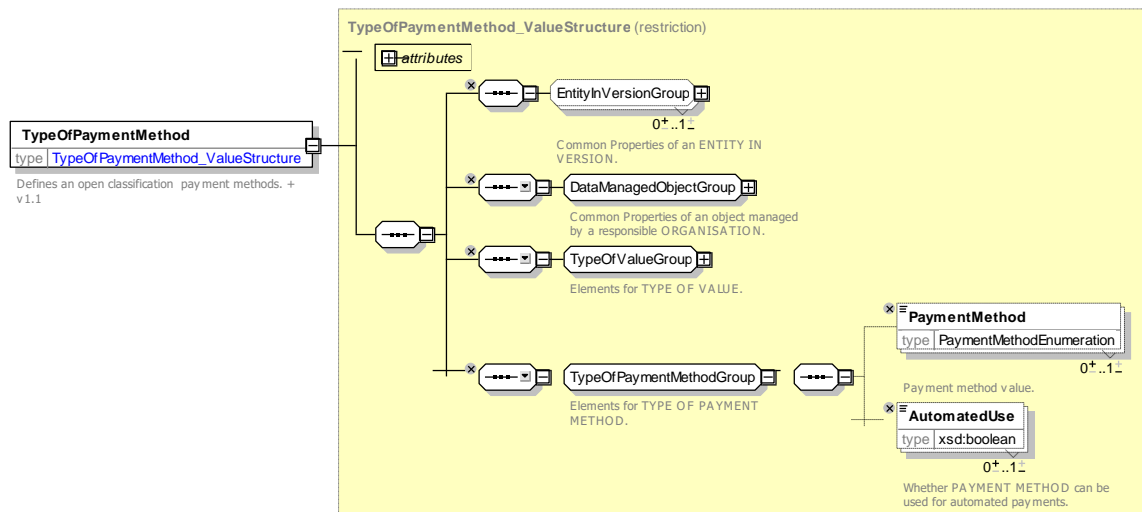 TypeOfPaymentMethod_ValueStructure (restriction)
attributes
EntityInVersionGroup
0..1
Common Properties of an ENTITY IN
VERSION.
TypeOfPaymentMethod
type TypeOfPaymentMethod_ValueStructure
Defines an open classification payment methods. +
v1.1
DataManagedObjectGroup
Common Properties of an object managed
by a responsible ORGANISATION.
TypeOfValueGroup
Elements for TYPE OF VALUE.
TypeOfPaymentMethodGroup
Elements for TYPE OF PAYMENT
METHOD.
PaymentMethod
type PaymentMethodEnumeration
0..1
Payment method value.
AutomatedUse
type xsd:boolean
0..1
Whether PAYMENT METHOD can be
used for automated payments.